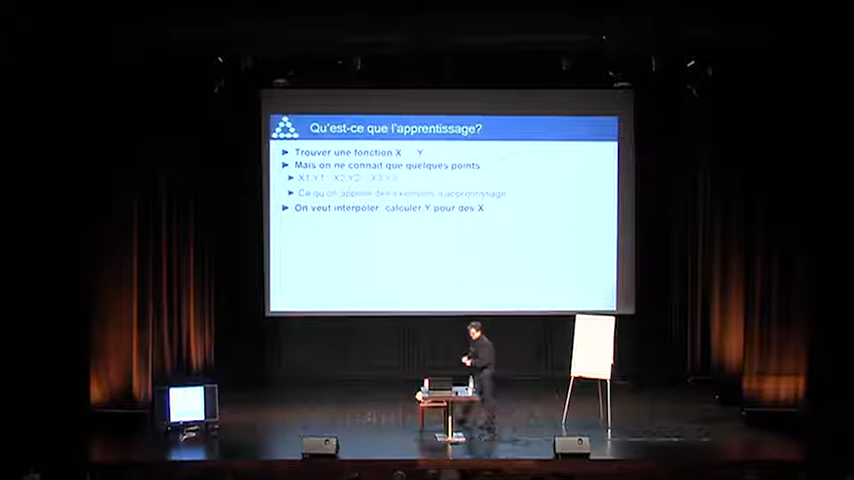 Qu'est-ce que l'apprentissage?
Trouver une fonction X Y
Mais on ne connait que quelques points.
X1,Y1 X2,Y2 X3,Y3
Ce qu'on appelle des exemples d'apprentissage
On veut interpoler: calculer Y pour des X